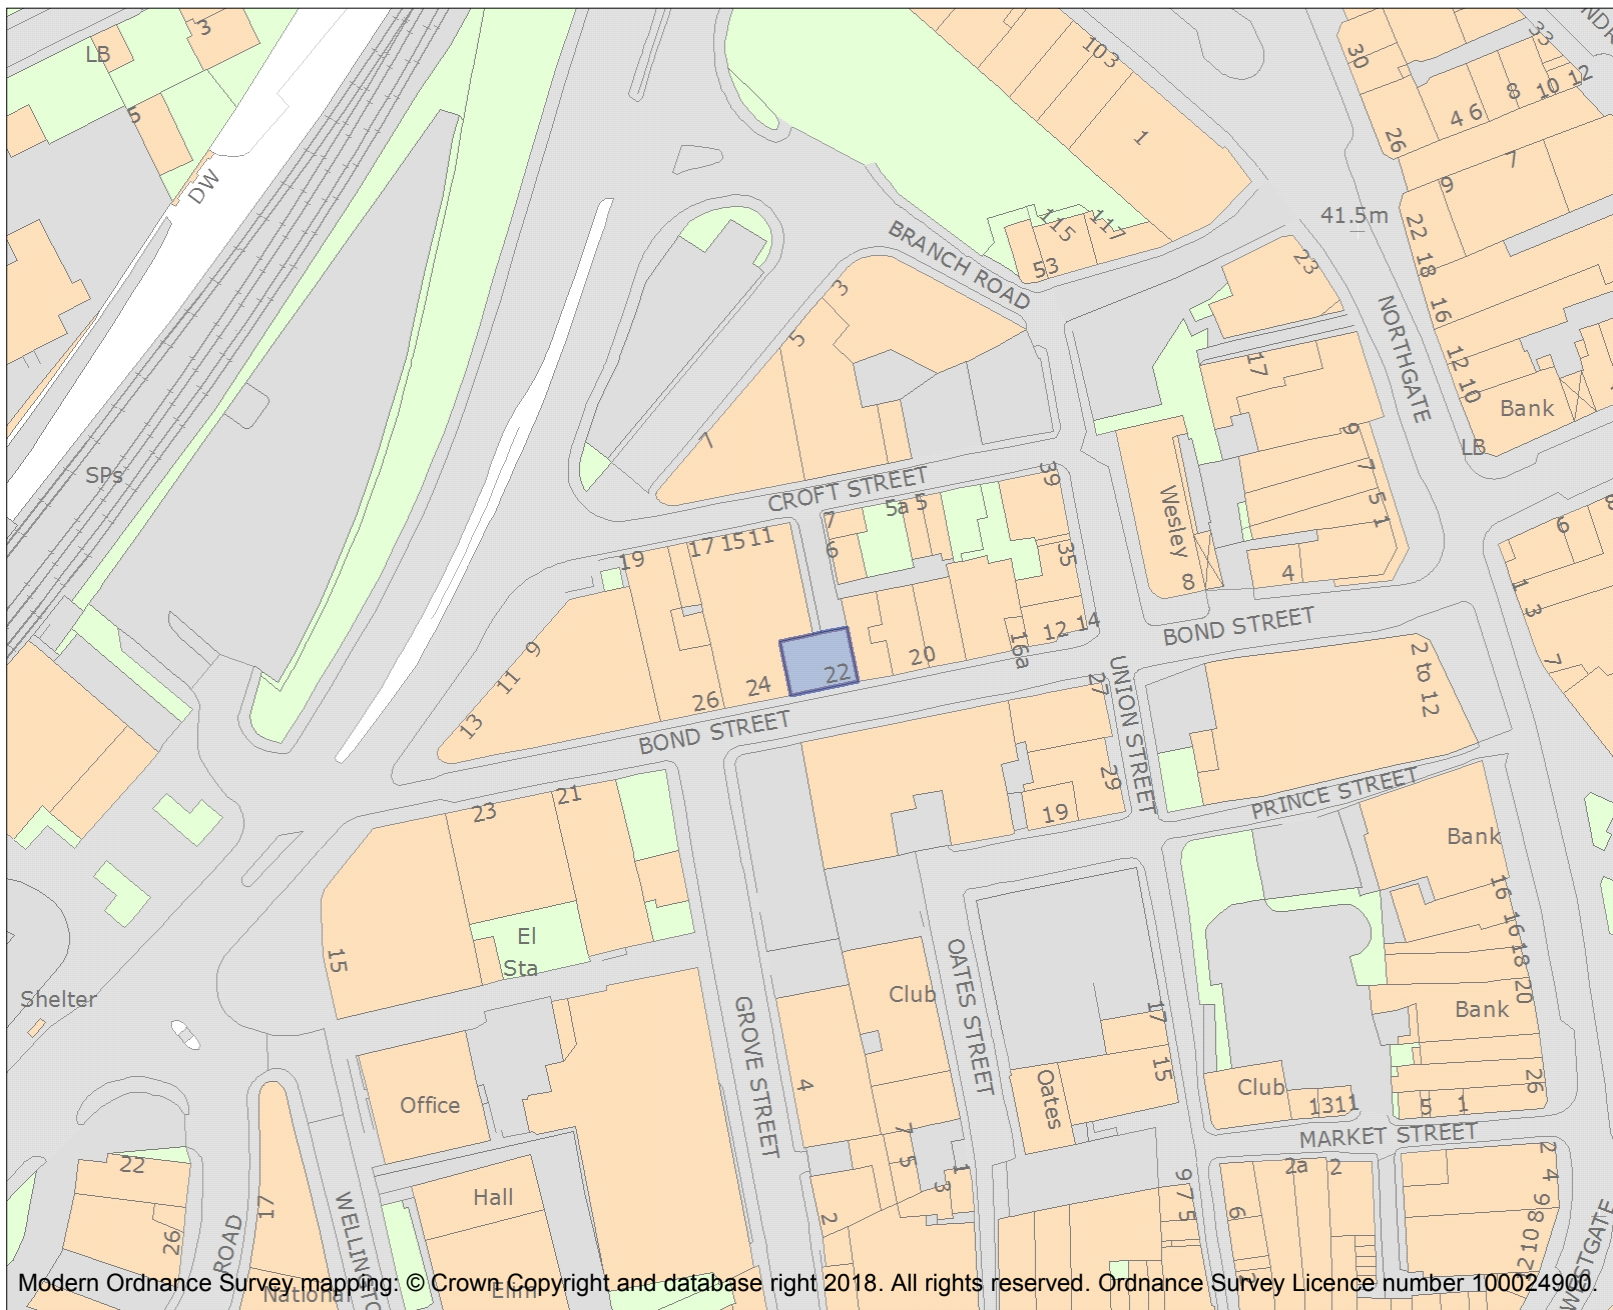 LB
3
5
DW
SPs
103
1
30
33
8
10
12
4
6
26
7
9
115
117
53
BRANCH ROAD
41.5m
22
18
16
12
10
23
NORTHGATE
Bank
LB
3
5
7
17
9
7
5
1
CROFT STREET
5a
5
39
7
6
35
Wesley
8
4
BOND STREET
19
17
15
11
9
11
13
26
24
22
20
16a
12
14
BOND STREET
UNION STREET
27
29
19
2 to 12
PRINCE STREET
6
1
3
7
23
21
15
El
Sta
Shelter
Bank
16
16
18
20
Bank
26
Club
OATES STREET
GROVE STREET
4
17
15
Oates
Club
13
11
5
1
MARKET STREET
Office
Hall
22
26
17
ROAD
7
5
1
3
2
9
7
5
2a
2
6
2
4
6
8
10
12
WESTGATE
National
Elim
Modern Ordnance Survey mapping: © Crown Copyright and database right 2018. All rights reserved. Ordnance Survey Licence number 100024900.